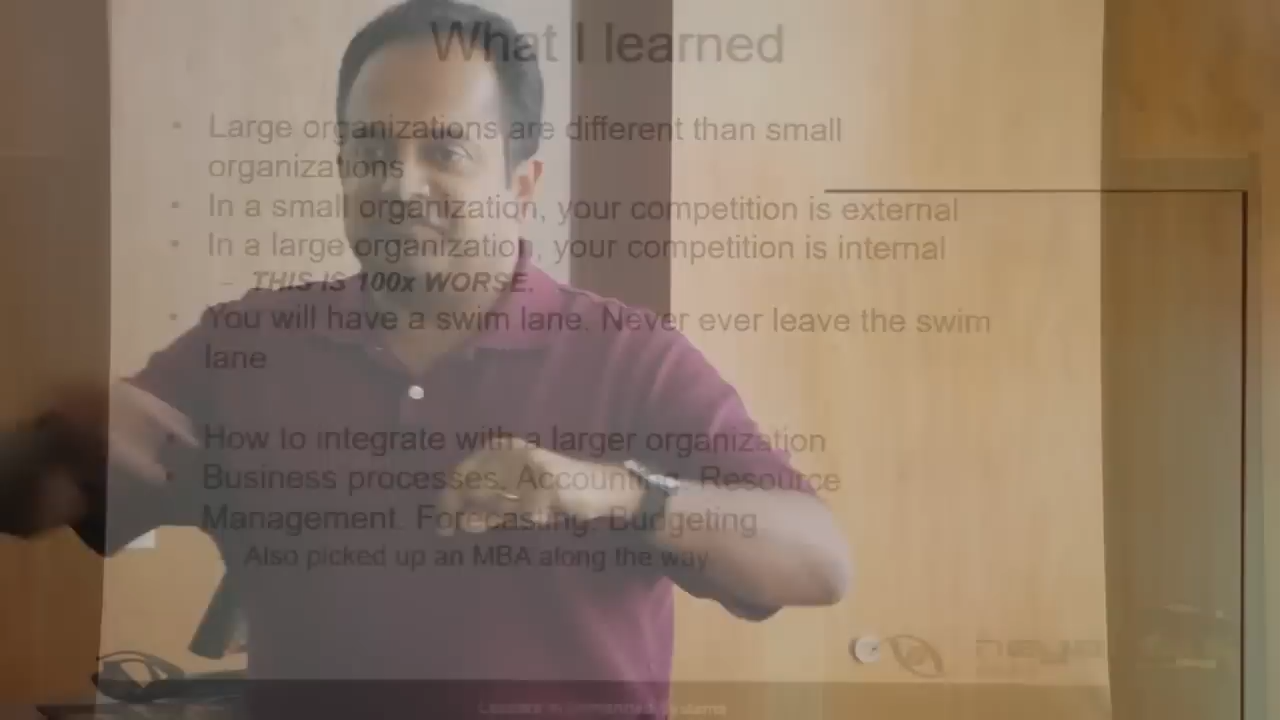 What I learned
• Large organizations are different than small
organizations
• In a small organization, your competition is external
• In a large organization, your competition is internal
– THIS IS 100x WORSE.
• You will have a swim lane. Never ever leave the swim
lane
• How to integrate with a larger organization
• Business processes. Accounting. Resource
Management. Forecasting. Budgeting
Also picked up an MBA along the way
neya